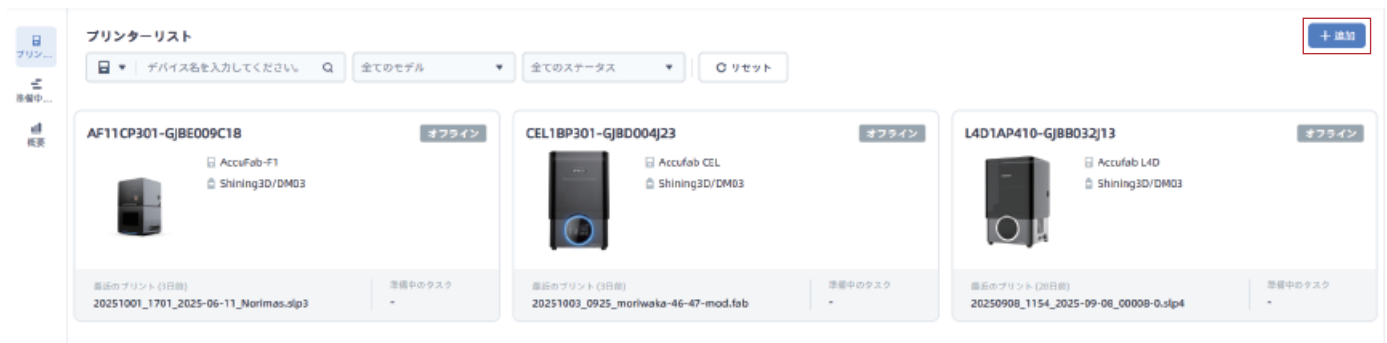 プリン...
準備中...
概要
プリンターリスト
+ 追加
デバイス名を入力してください。
全てのモデル
全てのステータス
リセット
AF11CP301-GJBE009C18
オフライン
AccuFab-F1
Shining3D/DM03
最近のプリント (3日前)
準備中のタスク
20251001_1701_2025-06-11_Norimas.slp3
-
CEL1BP301-GJBD004J23
オフライン
Accufab CEL
Shining3D/DM03
最近のプリント (3日前)
準備中のタスク
20251003_0925_moriwaka-46-47-mod.fab
-
L4D1AP410-GJBB032J13
オフライン
Accufab L4D
Shining3D/DM03
最近のプリント (28日前)
準備中のタスク
20250908_1154_2025-09-08_00008-0.slp4
-